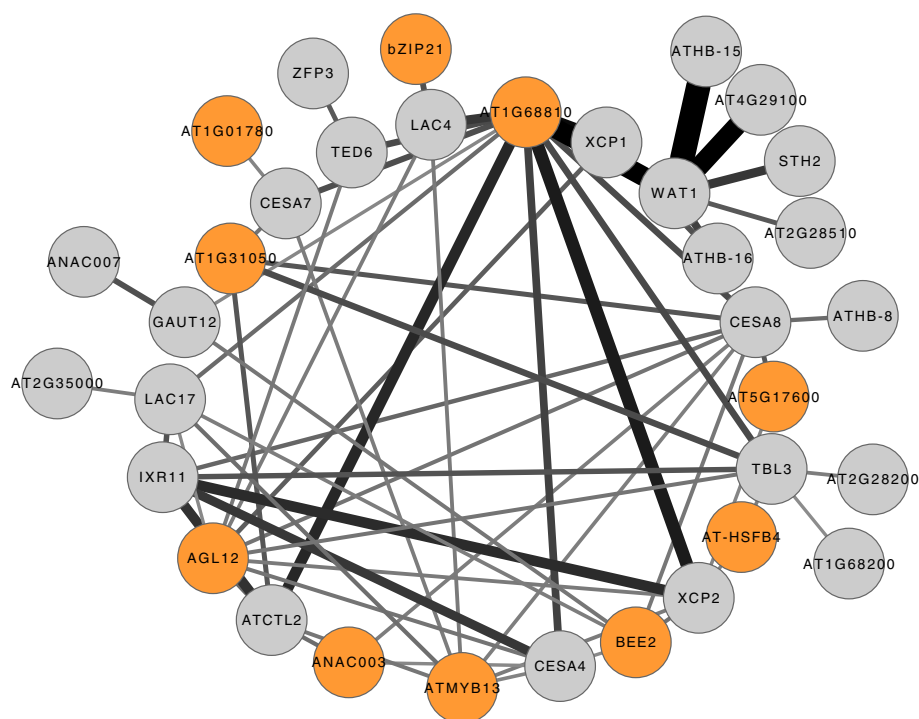 bZIP21
ATHB-15
ZFP3
AT4G29100
AT1G68810
LAC4
AT1G01780
XCP1
TED6
STH2
WAT1
CESA7
AT2G28510
ANAC007
AT1G31050
ATHB-16
GAUT12
CESA8
ATHB-8
AT2G35000
LAC17
AT5G17600
IXR11
TBL3
AT2G28200
AT-HSFB4
AGL12
AT1G68200
XCP2
ATCTL2
BEE2
ANAC003
CESA4
ATMYB13